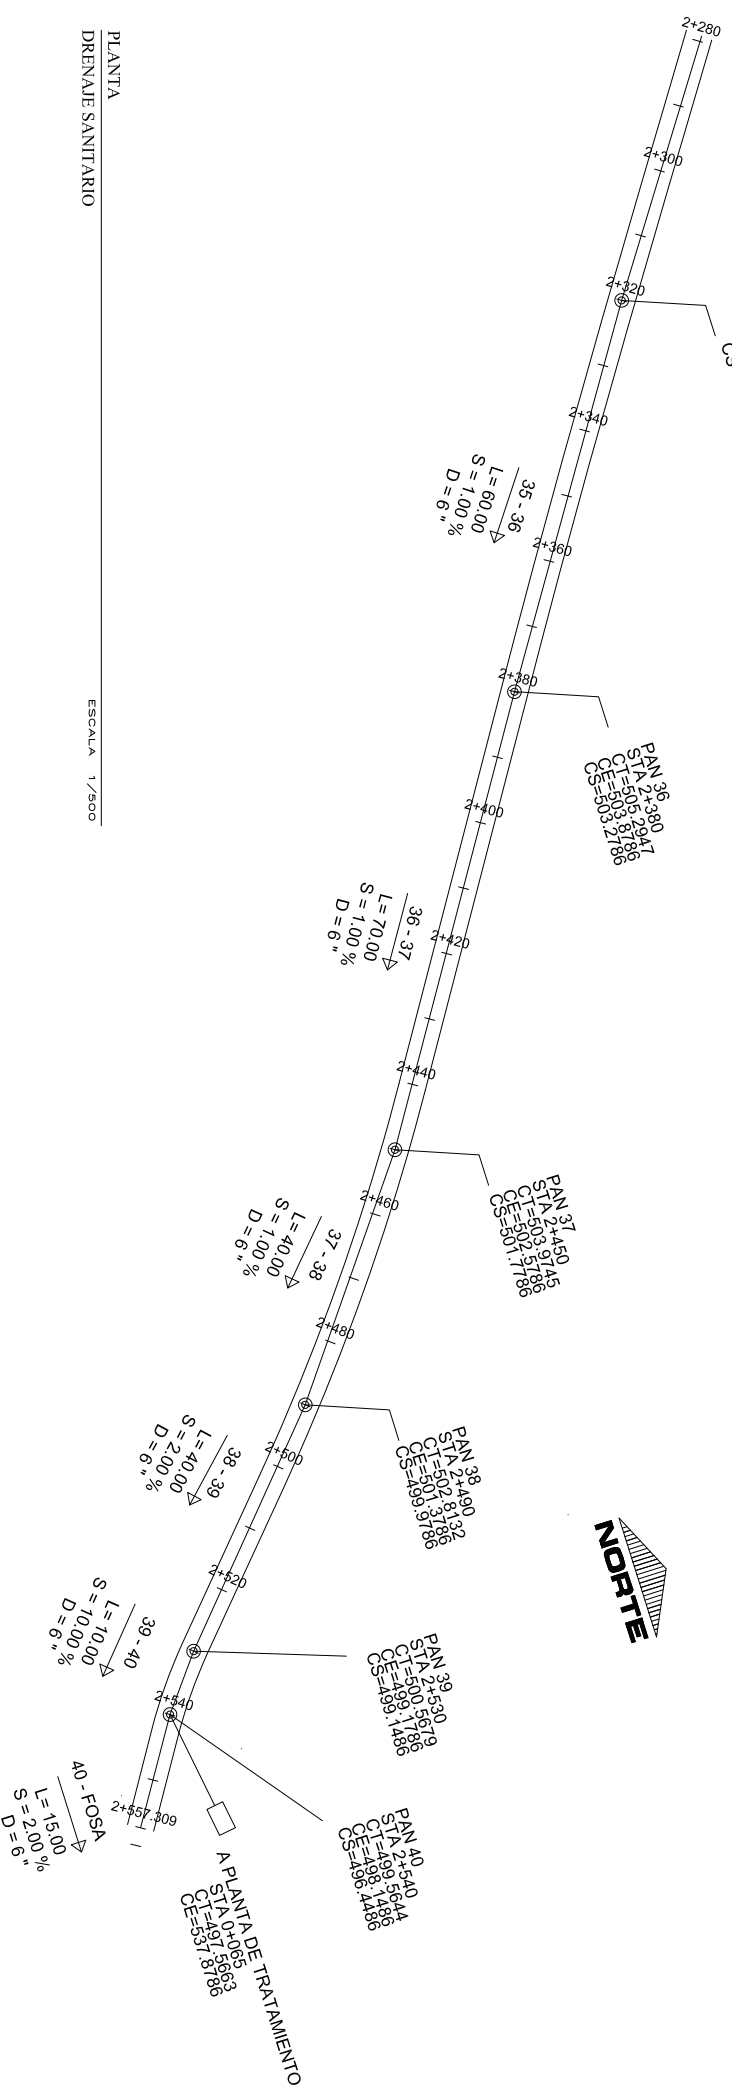 PLANTA
DRENAJE SANITARIO
ESCALA 1/500
2+280
2+300
2+320
2+340
2+360
2+380
2+400
2+420
2+440
2+460
2+480
2+500
2+520
2+540
2+557.309
35 - 36
L= 60.00
S = 1.00 %
D = 6 "
PAN 36
STA 2+380
CT=505.2947
CE=503.8786
CS=503.2786
36 - 37
L= 70.00
S = 1.00 %
D = 6 "
PAN 37
STA 2+450
CT=503.9745
CE=502.5786
CS=501.7786
37 - 38
L= 40.00
S = 1.00 %
D = 6 "
PAN 38
STA 2+490
CT=502.8132
CE=501.3786
CS=499.9786
38 - 39
L= 40.00
S = 2.00 %
D = 6 "
NORTE
39 - 40
L= 10.00
S = 10.00 %
D = 6 "
PAN 39
STA 2+530
CT=500.5679
CE=499.1786
CS=499.1486
PAN 40
STA 2+540
CT=499.5644
CE=498.1486
CS=496.4486
40 - FOSA
L= 15.00
S = 2.00 %
D = 6 "
A PLANTA DE TRATAMIENTO
STA 0+065
CT=497.5663
CE=537.8786